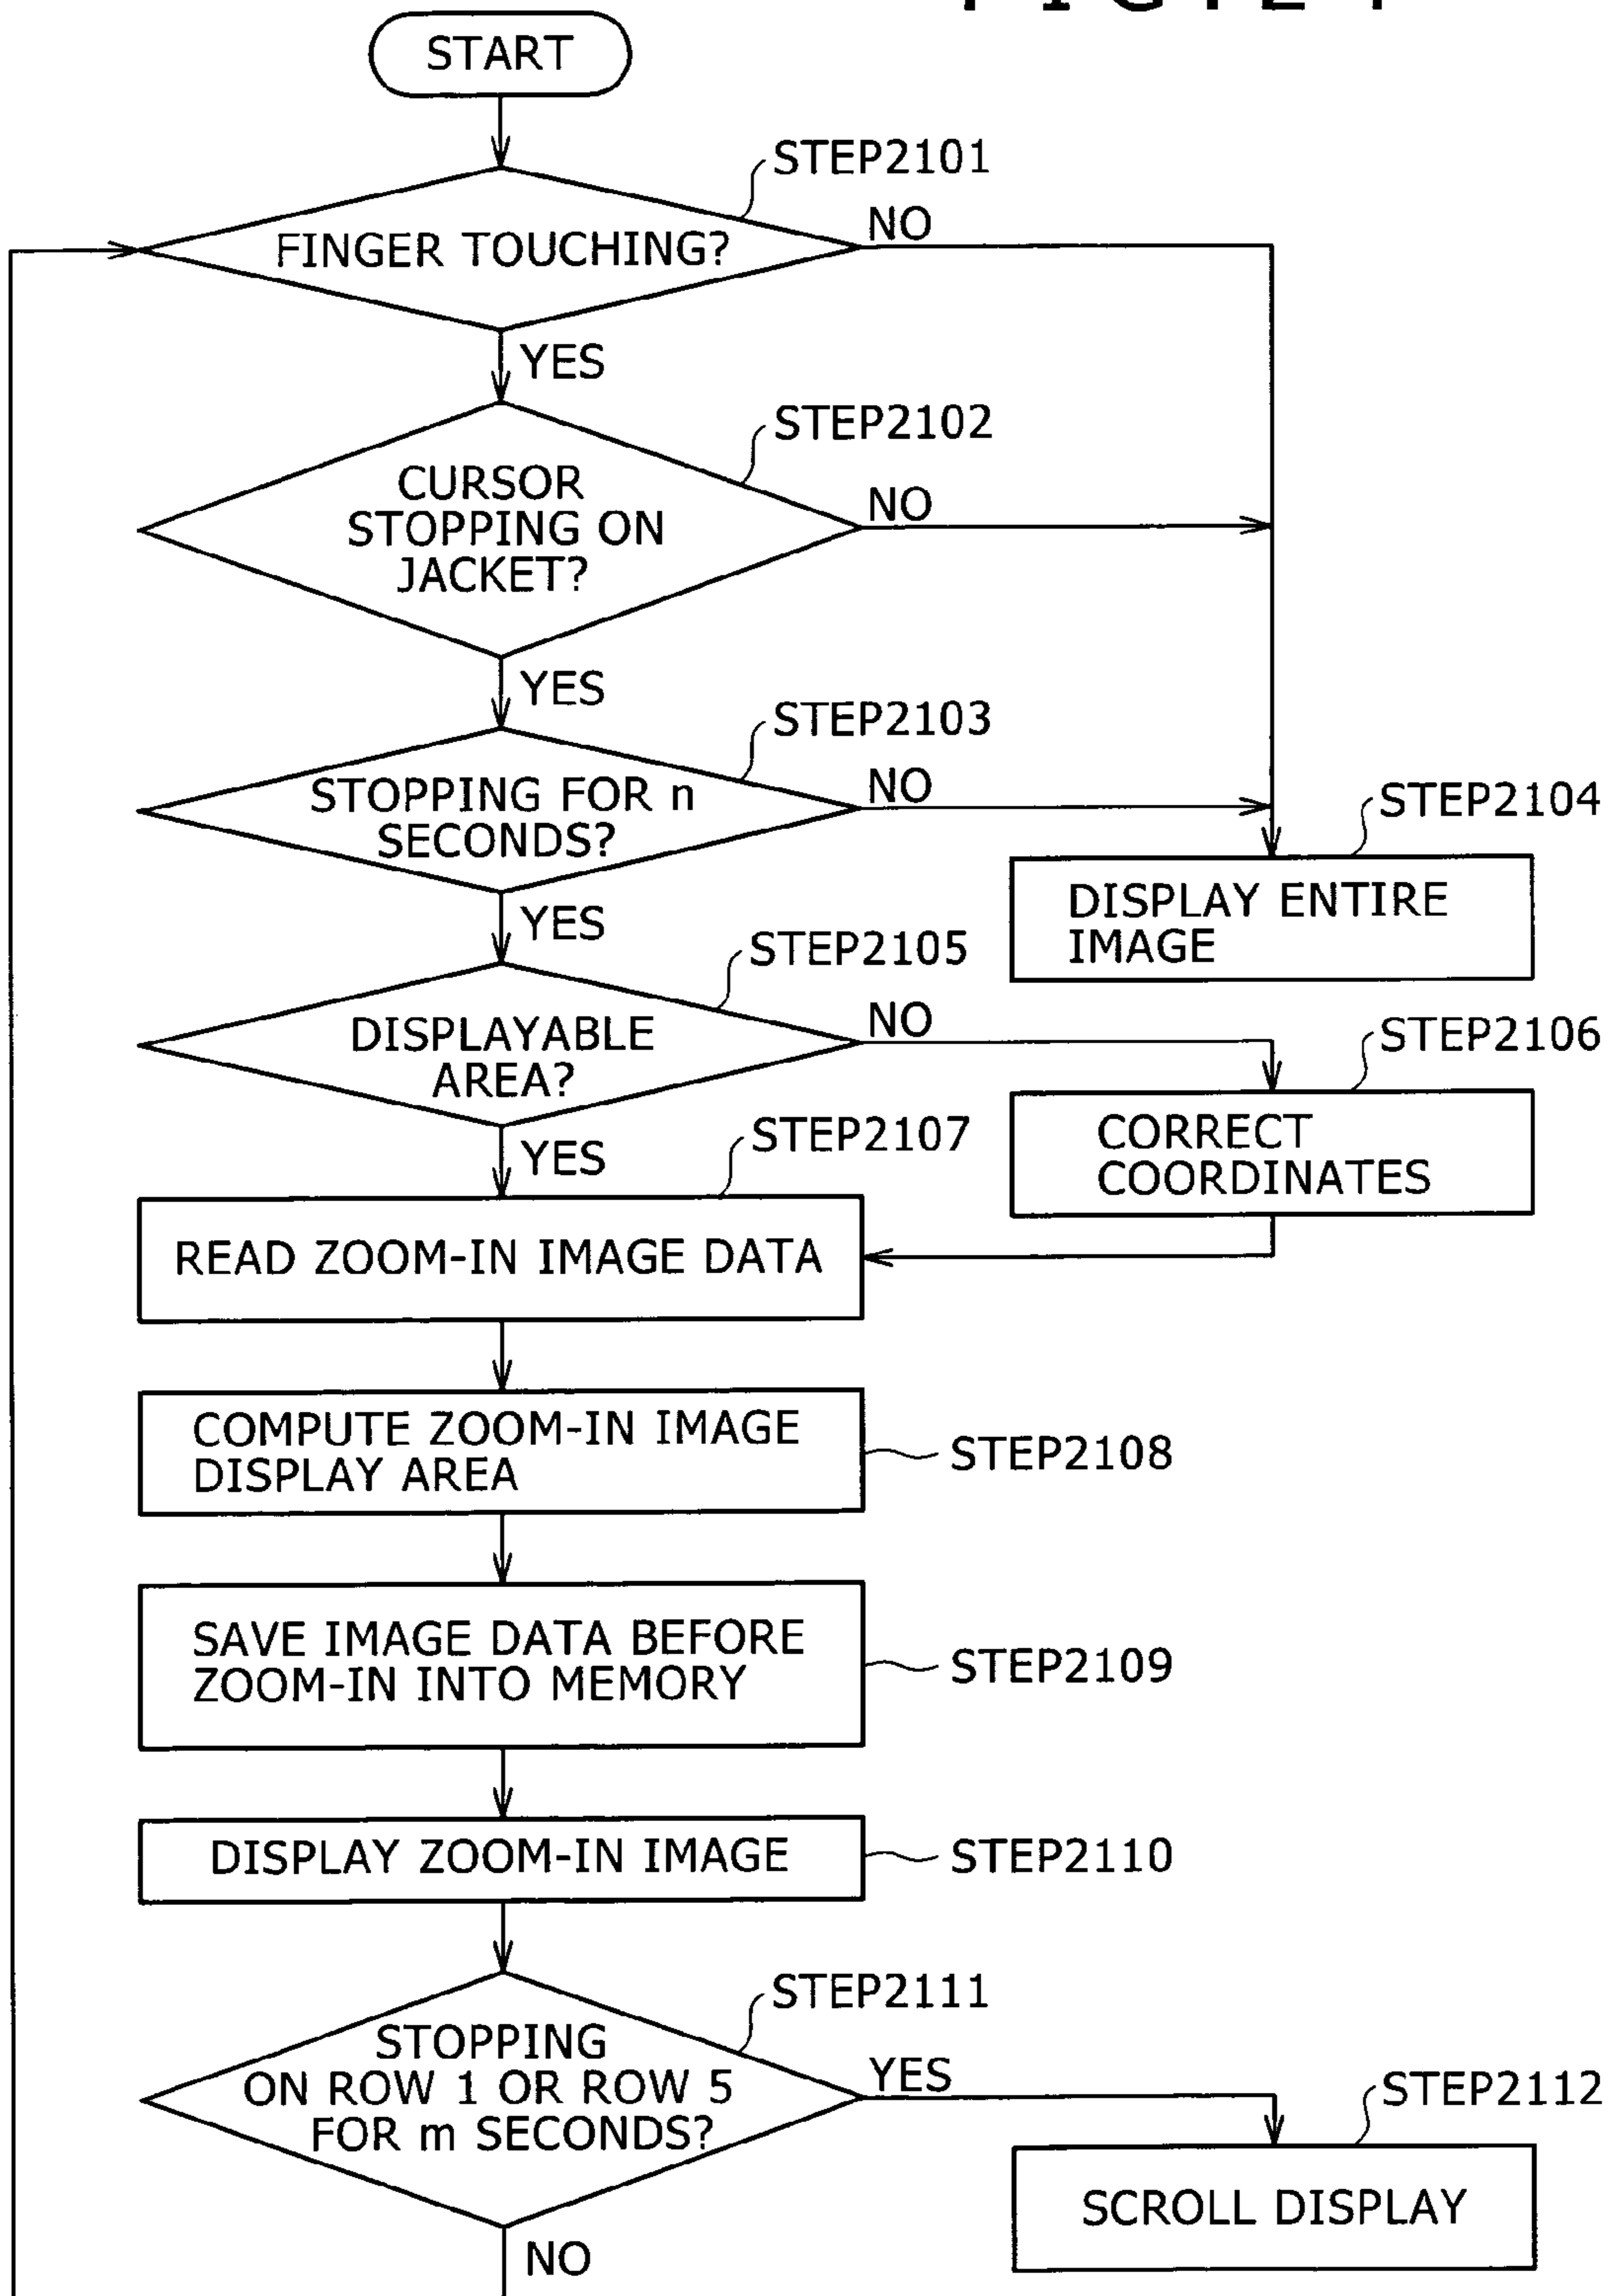 START
STEP2101
FINGER TOUCHING?
NO
YES
STEP2102
CURSOR
STOPPING ON
JACKET?
NO
YES
STEP2103
STOPPING FOR n
SECONDS?
NO
YES
STEP2104
DISPLAY ENTIRE
IMAGE
STEP2105
DISPLAYABLE
AREA?
NO
YES
STEP2106
CORRECT
COORDINATES
STEP2107
READ ZOOM-IN IMAGE DATA
COMPUTE ZOOM-IN IMAGE
DISPLAY AREA
STEP2108
SAVE IMAGE DATA BEFORE
ZOOM-IN INTO MEMORY
STEP2109
DISPLAY ZOOM-IN IMAGE
STEP2110
STEP2111
STOPPING
ON ROW 1 OR ROW 5
FOR m SECONDS?
YES
NO
STEP2112
SCROLL DISPLAY